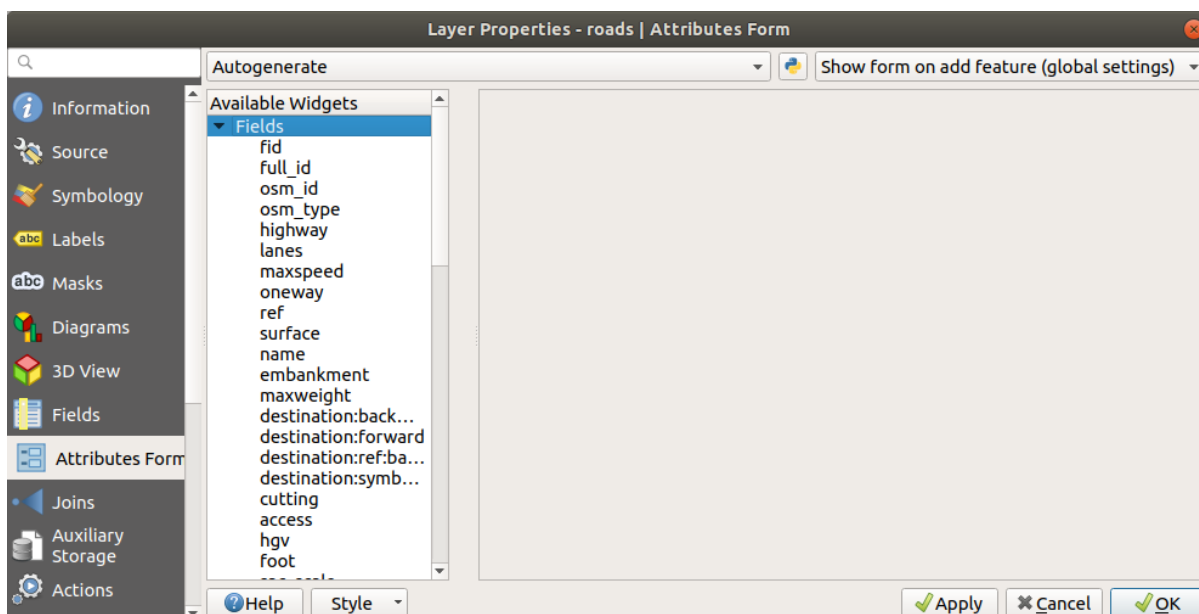 Layer Properties - roads | Attributes Form
Autogenerate
Show form on add feature (global settings)
Information
Source
Symbology
abc Labels
abc Masks
Diagrams
3D View
Fields
Attributes Form
Joins
Auxiliary
Storage
Actions
Available Widgets
Fields
fid
full_id
osm_id
osm_type
highway
lanes
maxspeed
oneway
ref
surface
name
embankment
maxweight
destination:back...
destination:forward
destination:ref:ba...
destination:symb...
cutting
access
hgv
foot
Help
Style
Apply
Cancel
OK